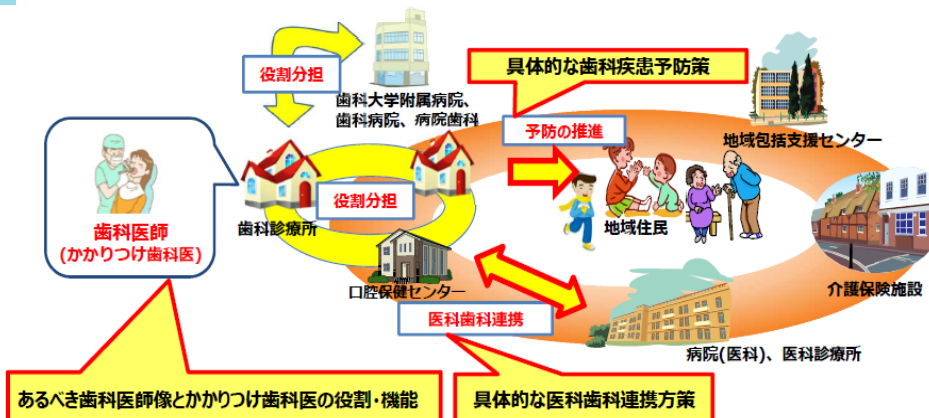 役割分担
歯科大学附属病院、
歯科病院、病院歯科
具体的な歯科疾患予防策
予防の推進
地域包括支援センター
歯科医師
(かかりつけ歯科医)
歯科診療所
役割分担
地域住民
口腔保健センター
介護保険施設
医科歯科連携
病院(医科)、医科診療所
あるべき歯科医師像とかかりつけ歯科医の役割・機能
具体的な医科歯科連携方策